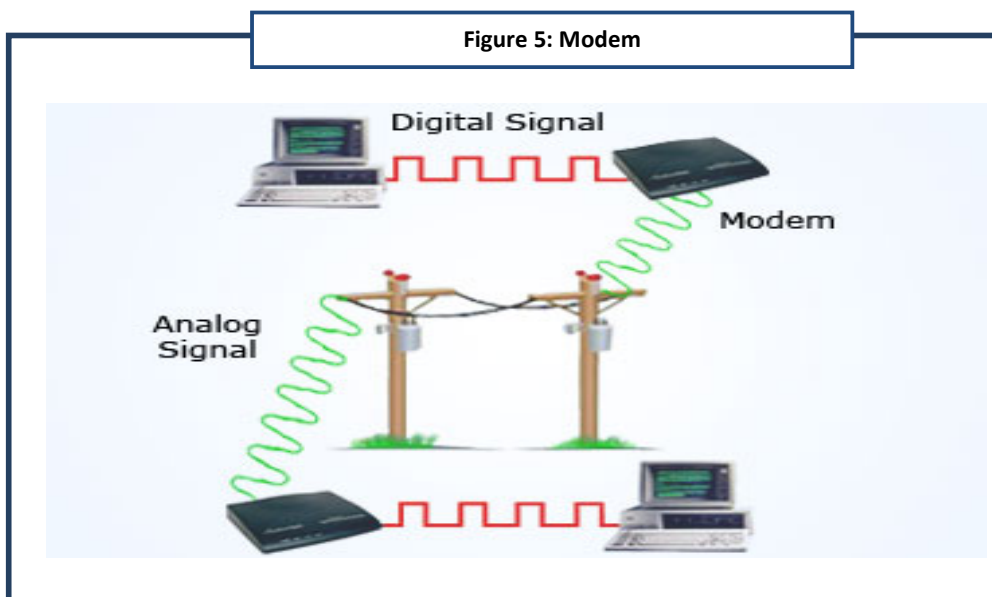 Figure 5: Modem
Digital Signal
Modem
Analog
Signal